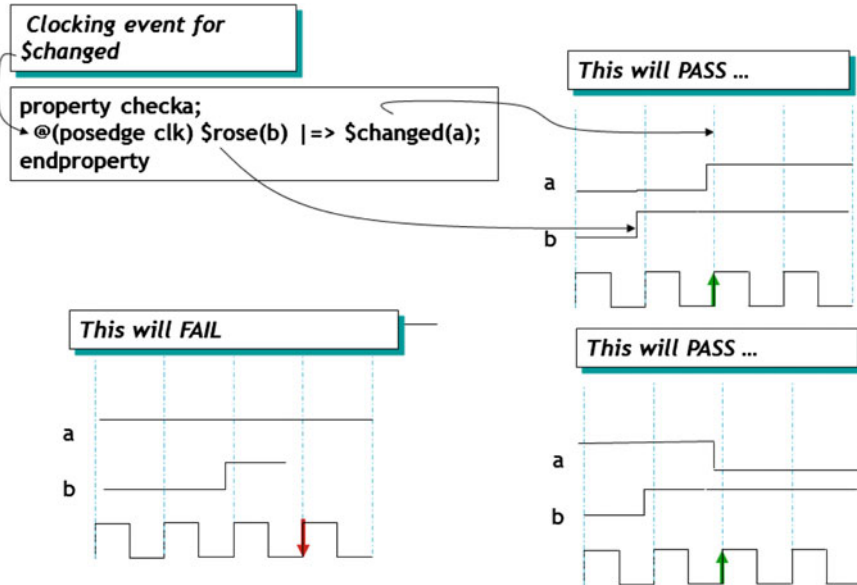 Clocking event for
$changed
property checka;
@(posedge clk) $rose(b) |=> $changed(a);
endproperty
This will PASS ...
a
b
This will FAIL
a
b
This will PASS ...
a
b